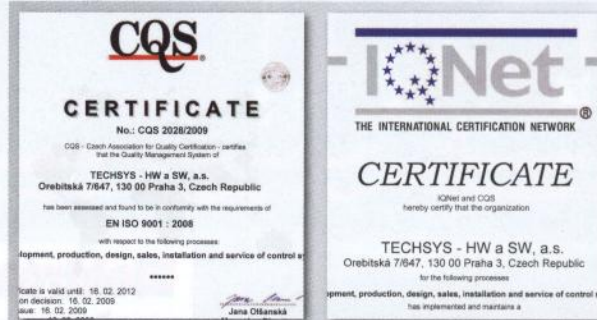 CQS
CERTIFICATE
No.: CQS 2028/2009
CQS - Czech Association for Quality Certification - certifies
that the Quality Management System of
TECHSYS - HW a SW, a.s.
Orebitská 7/647, 130 00 Praha 3, Czech Republic
has been assessed and found to be in conformity with the requirements of
EN ISO 9001 : 2008
with respect to the following processes:
lopment, production, design, sales, installation and service of control s
******
icate is valid until: 16. 02. 2012
on decision: 16. 02. 2009
aue: 16. 02. 2009
Jana Olšanská
IQNet
®
THE INTERNATIONAL CERTIFICATION NETWORK
CERTIFICATE
IQNet and CQS
hereby certify that the organization
TECHSYS - HW a SW, a.s.
Orebitská 7/647, 130 00 Praha 3, Czech Republic
for the following processes
opment, production, design, sales, installation and service of control
has implemented and maintains a